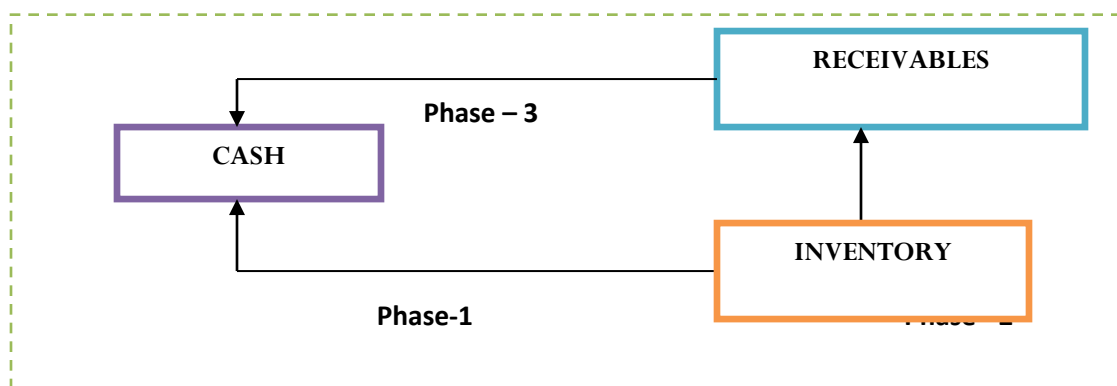 RECEIVABLES
Phase – 3
CASH
INVENTORY
Phase-1